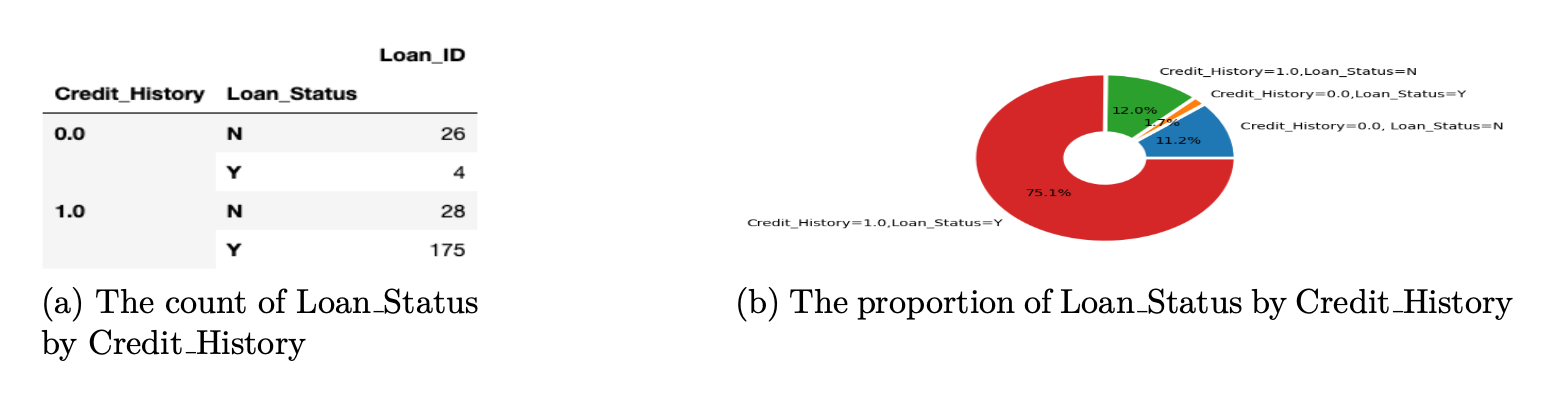 Loan_ID
Credit_History Loan_Status
0.0 N 26
Y 4
1.0 N 28
Y 175
(a) The count of Loan_Status
by Credit_History
Credit_History=1.0,Loan_Status=N
Credit_History=0.0,Loan_Status=Y
12.0%
1.7%
Credit_History=0.0, Loan_Status=N
11.2%
75.1%
Credit_History=1.0,Loan_Status=Y
(b) The proportion of Loan_Status by Credit_History